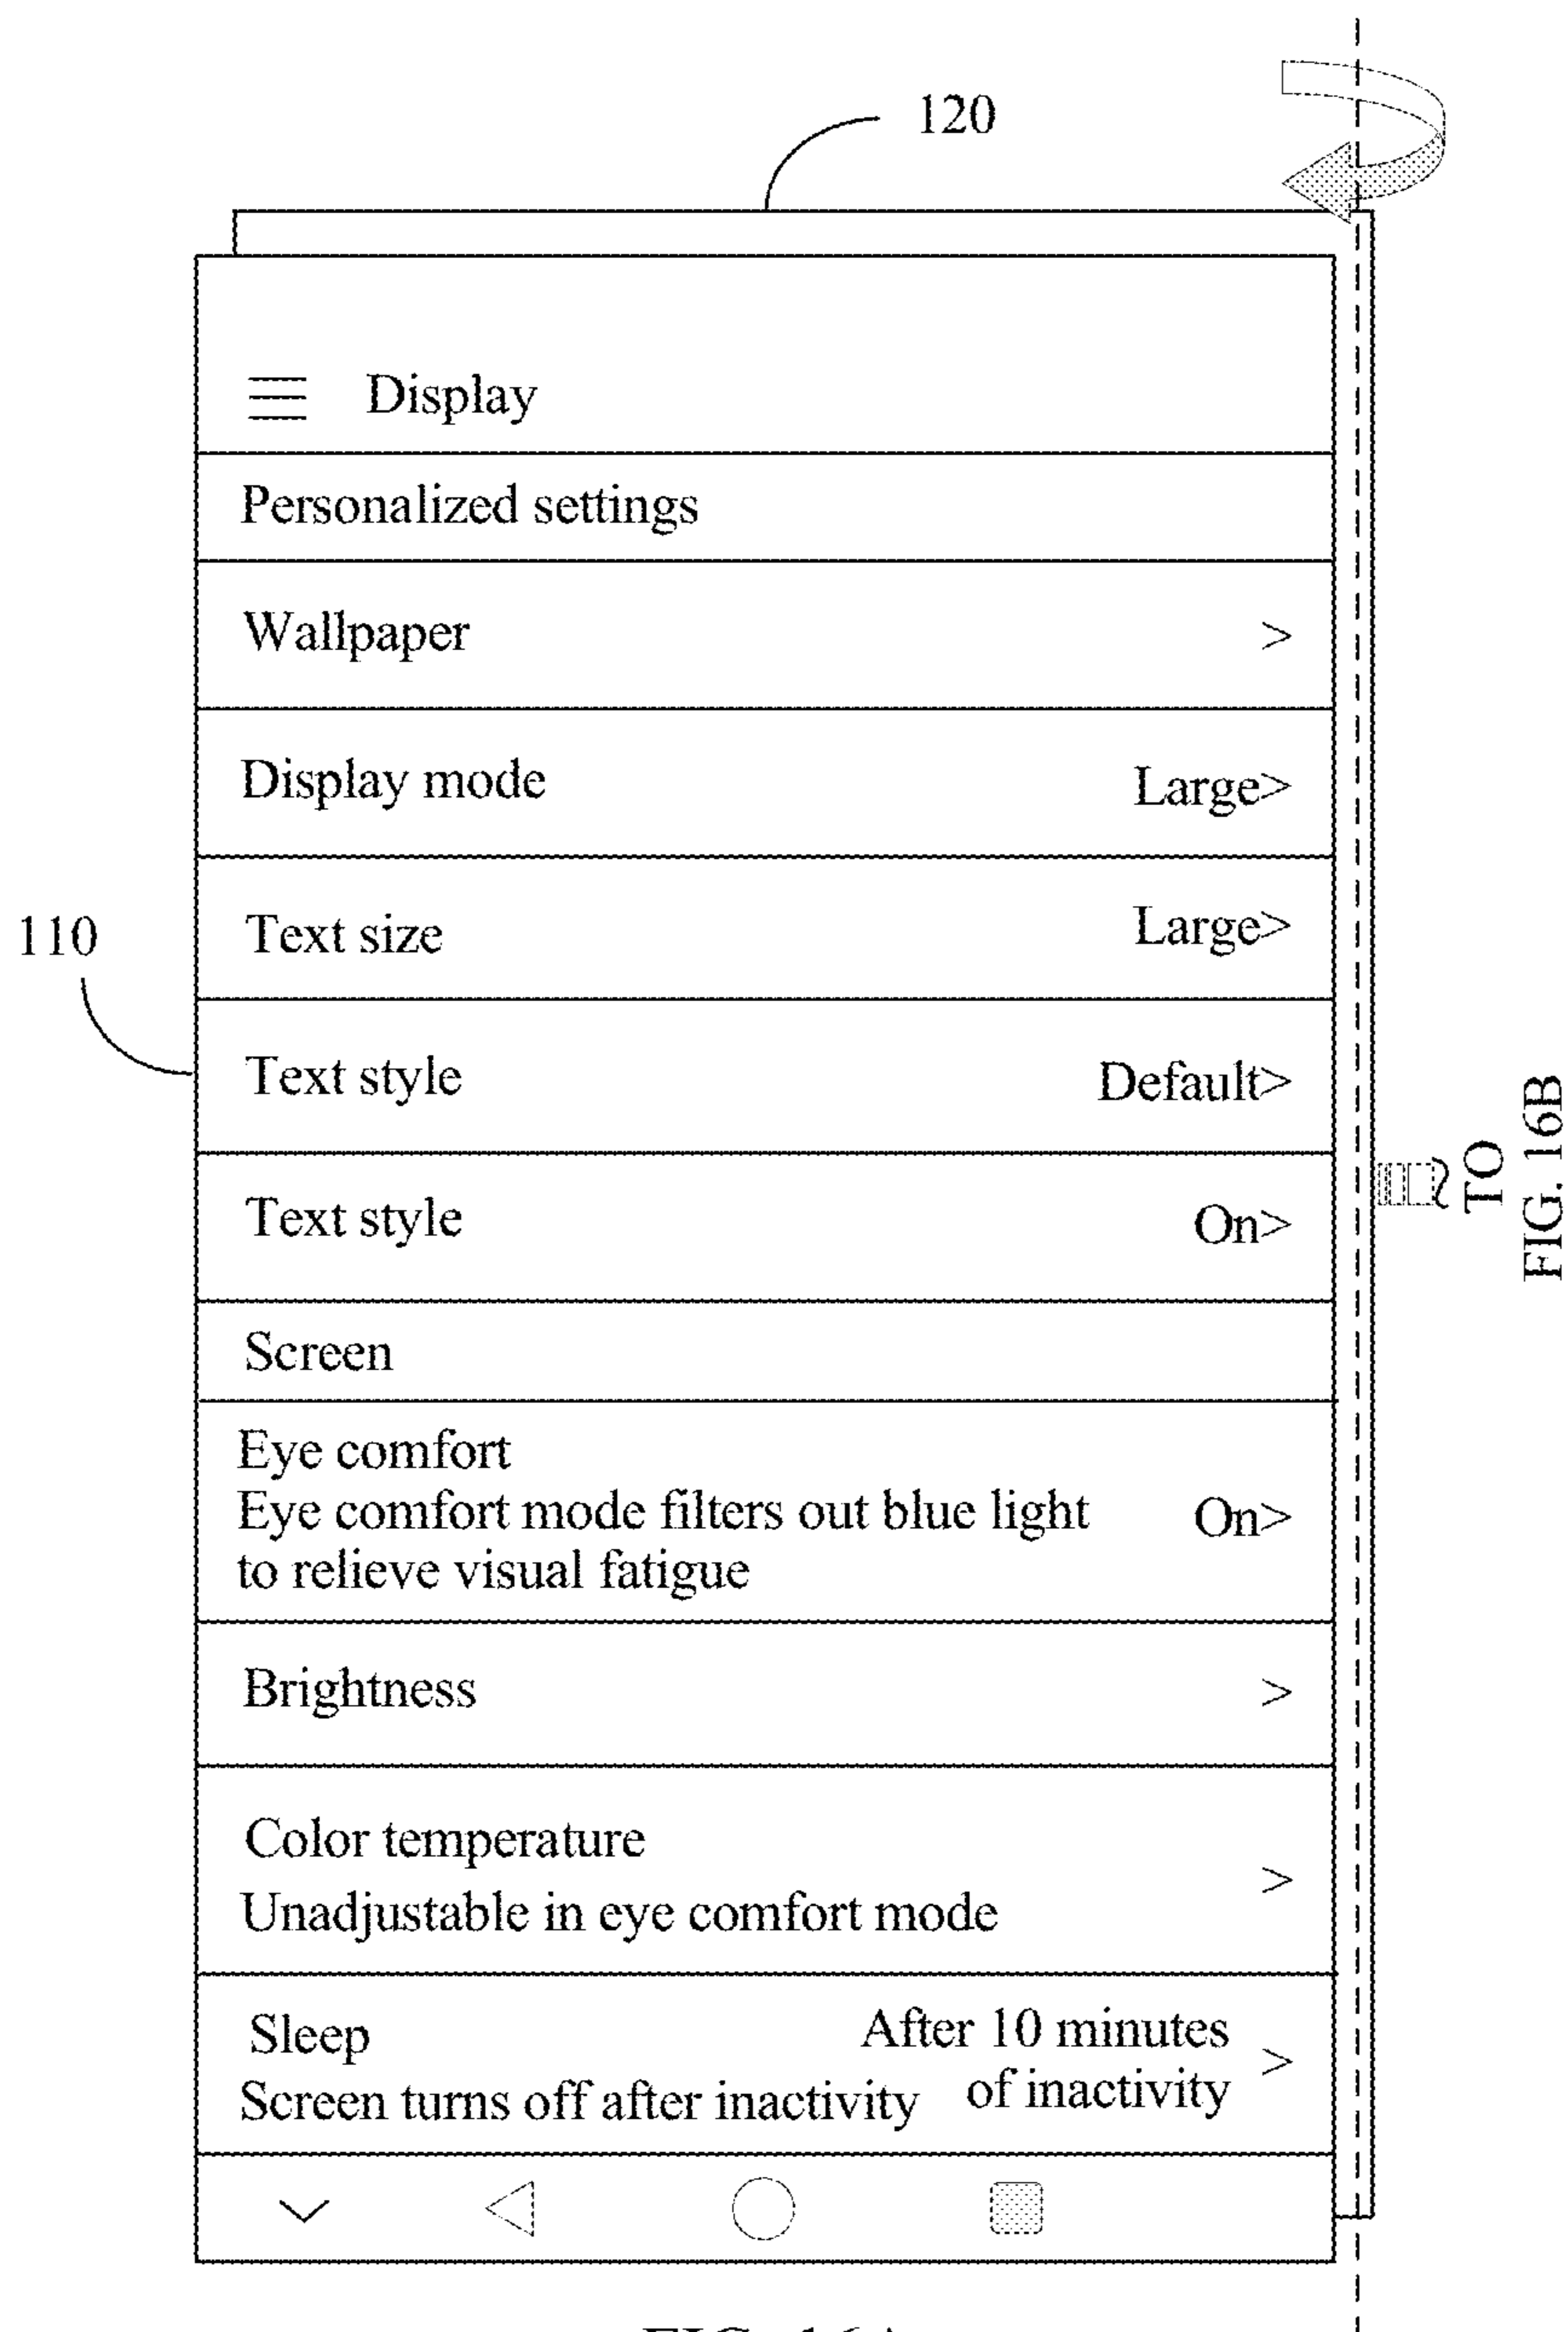 120
Display
Personalized settings
Wallpaper >
Display mode Large>
110
Text size Large>
Text style Default>
Text style On>
TO
FIG. 16B
Screen
Eye comfort
Eye comfort mode filters out blue light On>
to relieve visual fatigue
Brightness >
Color temperature
Unadjustable in eye comfort mode >
Sleep After 10 minutes >
Screen turns off after inactivity of inactivity